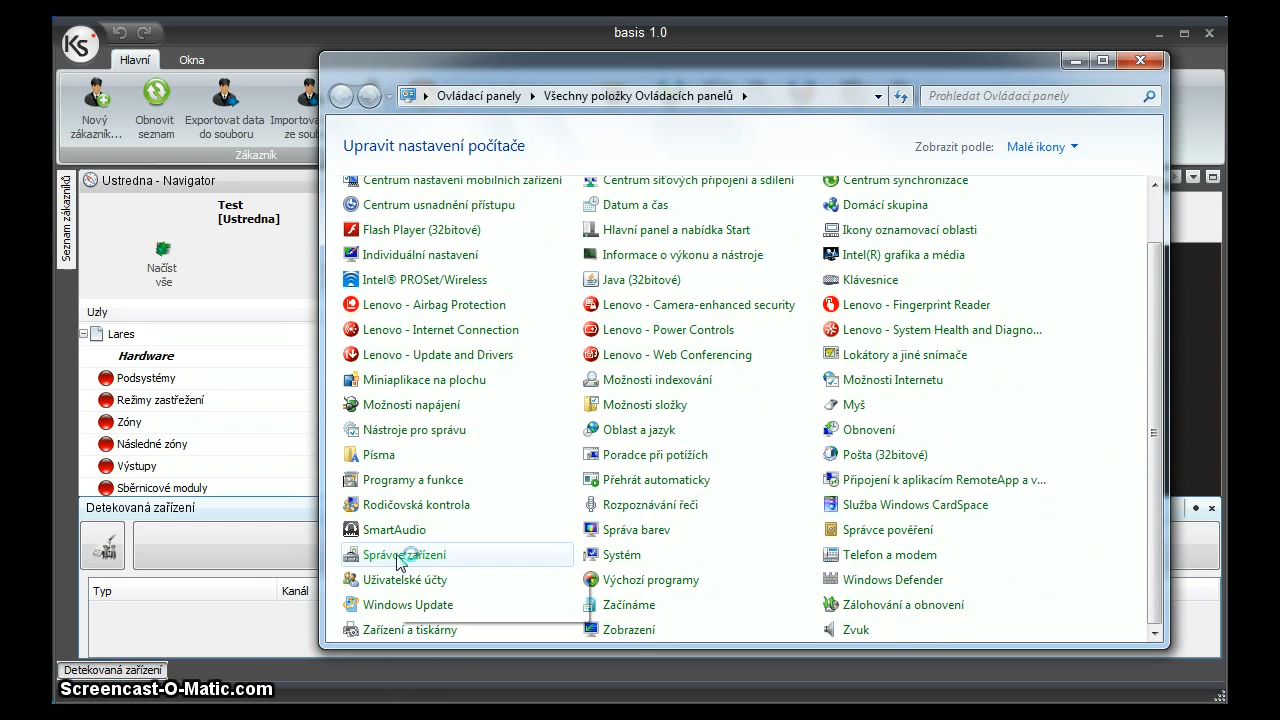 basis 1.0
Ks
Hlavní
Okna
Nový zákazník...
Obnovit seznam
Exportovat data do souboru
Zákazník
Seznam zákazníků
Ustredna - Navigator
Test
[Ustredna]
Načíst vše
Uzly
Lares
Hardware
Podsystémy
Režimy zastřežení
Zóny
Následné zóny
Výstupy
Sběrnicové moduly
Detekovaná zařízení
Typ
Kanál
Detekovaná zařízení
Ovládací panely
Všechny položky Ovládacích panelů
Prohledat Ovládací panely
Upravit nastavení počítače
Zobrazit podle: Malé ikony
Centrum nastavení mobilních zařízení
Centrum síťových připojení a sdílení
Centrum synchronizace
Centrum usnadnění přístupu
Datum a čas
Domácí skupina
Flash Player (32bitové)
Hlavní panel a nabídka Start
Ikony oznamovací oblasti
Individuální nastavení
Informace o výkonu a nástroje
Intel(R) grafika a média
Intel® PROSet/Wireless
Java (32bitové)
Klávesnice
Lenovo - Airbag Protection
Lenovo - Camera-enhanced security
Lenovo - Fingerprint Reader
Lenovo - Internet Connection
Lenovo - Power Controls
Lenovo - System Health and Diagno...
Lenovo - Update and Drivers
Lenovo - Web Conferencing
Lokátory a jiné snímače
Miniaplikace na plochu
Možnosti indexování
Možnosti Internetu
Možnosti napájení
Možnosti složky
Myš
Nástroje pro správu
Oblast a jazyk
Obnovení
Písma
Poradce při potížích
Pošta (32bitové)
Programy a funkce
Přehrát automaticky
Připojení k aplikacím RemoteApp a v...
Rodičovská kontrola
Rozpoznávání řeči
Služba Windows CardSpace
SmartAudio
Správa barev
Správce pověření
Správce zařízení
Systém
Telefon a modem
Uživatelské účty
Výchozí programy
Windows Defender
Windows Update
Začínáme
Zálohování a obnovení
Zařízení a tiskárny
Zobrazení
Zvuk
Screencast-O-Matic.com